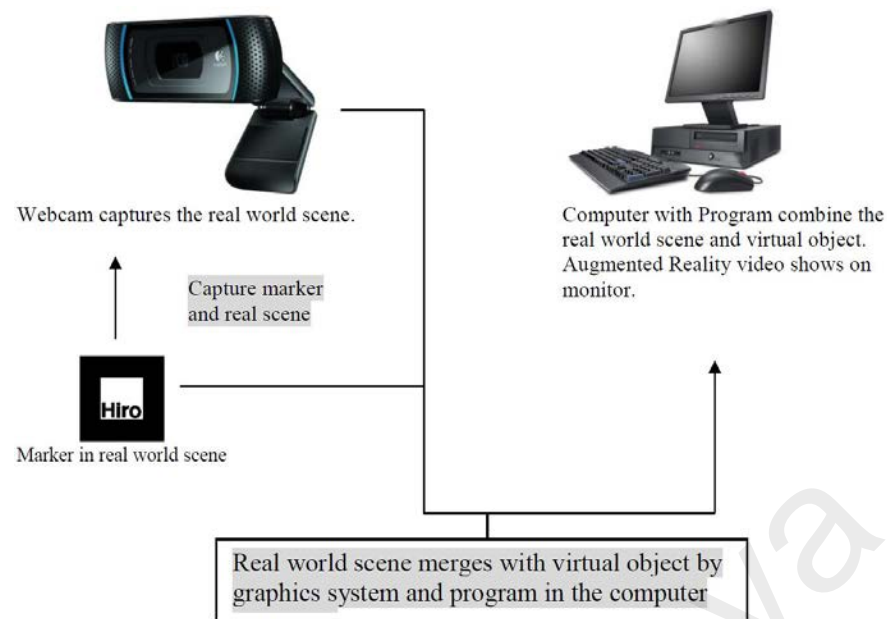 Webcam captures the real world scene.
Computer with Program combine the
real world scene and virtual object.
Augmented Reality video shows on
monitor.
Capture marker
and real scene
Hiro
Marker in real world scene
Real world scene merges with virtual object by
graphics system and program in the computer